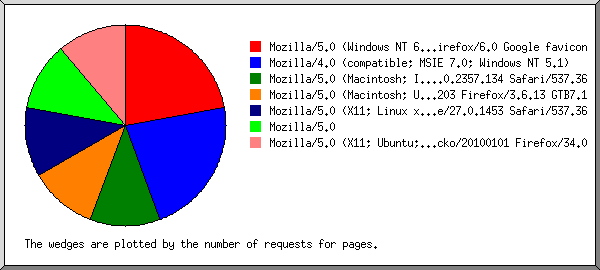 Mozilla/5.0 (Windows NT 6...irefox/6.0 Google favicon
Mozilla/4.0 (compatible; MSIE 7.0; Windows NT 5.1)
Mozilla/5.0 (Macintosh; I....0.2357.134 Safari/537.36
Mozilla/5.0 (Macintosh; U...203 Firefox/3.6.13 GTB7.1
Mozilla/5.0 (X11; Linux x...e/27.0.1453 Safari/537.36
Mozilla/5.0
Mozilla/5.0 (X11; Ubuntu;...cko/20100101 Firefox/34.0
The wedges are plotted by the number of requests for pages.